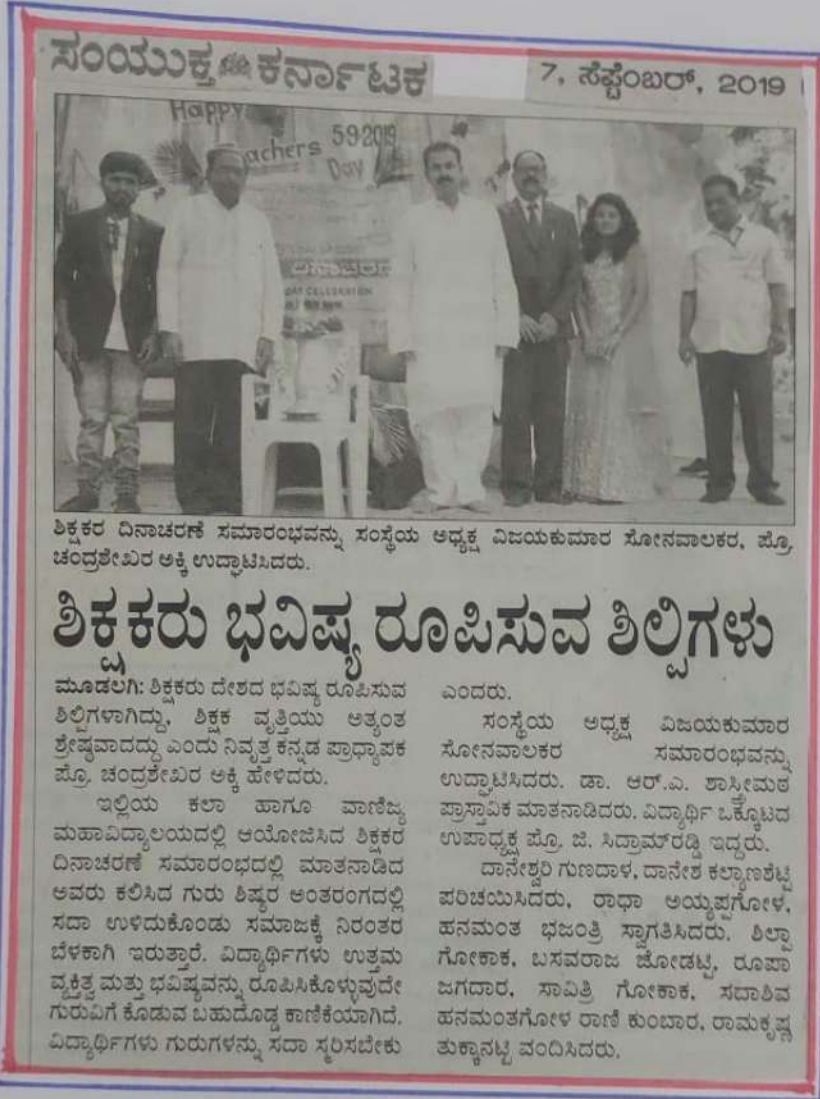 ಸಂಯುಕ್ತ ಕರ್ನಾಟಕ
7, ಸೆಪ್ಟೆಂಬರ್, 2019
Happy
achers 5-9-2019
Day
DAY CELEBRATION
ಶಿಕ್ಷಕರ ದಿನಾಚರಣೆ ಸಮಾರಂಭವನ್ನು ಸಂಸ್ಥೆಯ ಅಧ್ಯಕ್ಷ ವಿಜಯಕುಮಾರ ಸೋನವಾಲಕರ, ಪ್ರೊ.
ಚಂದ್ರಶೇಖರ ಅಕ್ಕಿ ಉದ್ಘಾಟಿಸಿದರು.
ಶಿಕ್ಷಕರು ಭವಿಷ್ಯ ರೂಪಿಸುವ ಶಿಲ್ಪಿಗಳು
ಮೂಡಲಗಿ: ಶಿಕ್ಷಕರು ದೇಶದ ಭವಿಷ್ಯ ರೂಪಿಸುವ
ಶಿಲ್ಪಿಗಳಾಗಿದ್ದು, ಶಿಕ್ಷಕ ವೃತ್ತಿಯು ಅತ್ಯಂತ
ಶ್ರೇಷ್ಠವಾದದ್ದು ಎಂದು ನಿವೃತ್ತ ಕನ್ನಡ ಪ್ರಾಧ್ಯಾಪಕ
ಪ್ರೊ. ಚಂದ್ರಶೇಖರ ಅಕ್ಕಿ ಹೇಳಿದರು.
ಇಲ್ಲಿಯ ಕಲಾ ಹಾಗೂ ವಾಣಿಜ್ಯ
ಮಹಾವಿದ್ಯಾಲಯದಲ್ಲಿ ಆಯೋಜಿಸಿದ ಶಿಕ್ಷಕರ
ದಿನಾಚರಣೆ ಸಮಾರಂಭದಲ್ಲಿ ಮಾತನಾಡಿದ
ಅವರು ಕಲಿಸಿದ ಗುರು ಶಿಷ್ಯರ ಅಂತರಂಗದಲ್ಲಿ
ಸದಾ ಉಳಿದುಕೊಂಡು ಸಮಾಜಕ್ಕೆ ನಿರಂತರ
ಬೆಳಕಾಗಿ ಇರುತ್ತಾರೆ. ವಿದ್ಯಾರ್ಥಿಗಳು ಉತ್ತಮ
ವ್ಯಕ್ತಿತ್ವ ಮತ್ತು ಭವಿಷ್ಯವನ್ನು ರೂಪಿಸಿಕೊಳ್ಳುವುದೇ
ಗುರುವಿಗೆ ಕೊಡುವ ಬಹುದೊಡ್ಡ ಕಾಣಿಕೆಯಾಗಿದೆ.
ವಿದ್ಯಾರ್ಥಿಗಳು ಗುರುಗಳನ್ನು ಸದಾ ಸ್ಮರಿಸಬೇಕು
ಎಂದರು.
ಸಂಸ್ಥೆಯ ಅಧ್ಯಕ್ಷ ವಿಜಯಕುಮಾರ
ಸೋನವಾಲಕರ ಸಮಾರಂಭವನ್ನು
ಉದ್ಘಾಟಿಸಿದರು. ಡಾ. ಆರ್.ಎ. ಶಾಸ್ತ್ರೀಮಠ
ಪ್ರಾಸ್ತಾವಿಕ ಮಾತನಾಡಿದರು. ವಿದ್ಯಾರ್ಥಿ ಒಕ್ಕೂಟದ
ಉಪಾಧ್ಯಕ್ಷ ಪ್ರೊ. ಜಿ. ಸಿದ್ರಾಮ್‌ರಡ್ಡಿ ಇದ್ದರು.
ದಾನೇಶ್ವರಿ ಗುಣದಾಳ, ದಾನೇಶ ಕಲ್ಯಾಣಶೆಟ್ಟಿ
ಪರಿಚಯಿಸಿದರು, ರಾಧಾ ಅಯ್ಯಪ್ಪಗೋಳ,
ಹನಮಂತ ಭಜಂತ್ರಿ ಸ್ವಾಗತಿಸಿದರು. ಶಿಲ್ಪಾ
ಗೋಕಾಕ, ಬಸವರಾಜ ಜೋಡಟ್ಟಿ, ರೂಪಾ
ಜಗದಾರ, ಸಾವಿತ್ರಿ ಗೋಕಾಕ, ಸದಾಶಿವ
ಹನಮಂತಗೋಳ ರಾಣಿ ಕುಂಬಾರ, ರಾಮಕೃಷ್ಣ
ತುಕ್ಕಾನಟ್ಟಿ ವಂದಿಸಿದರು.